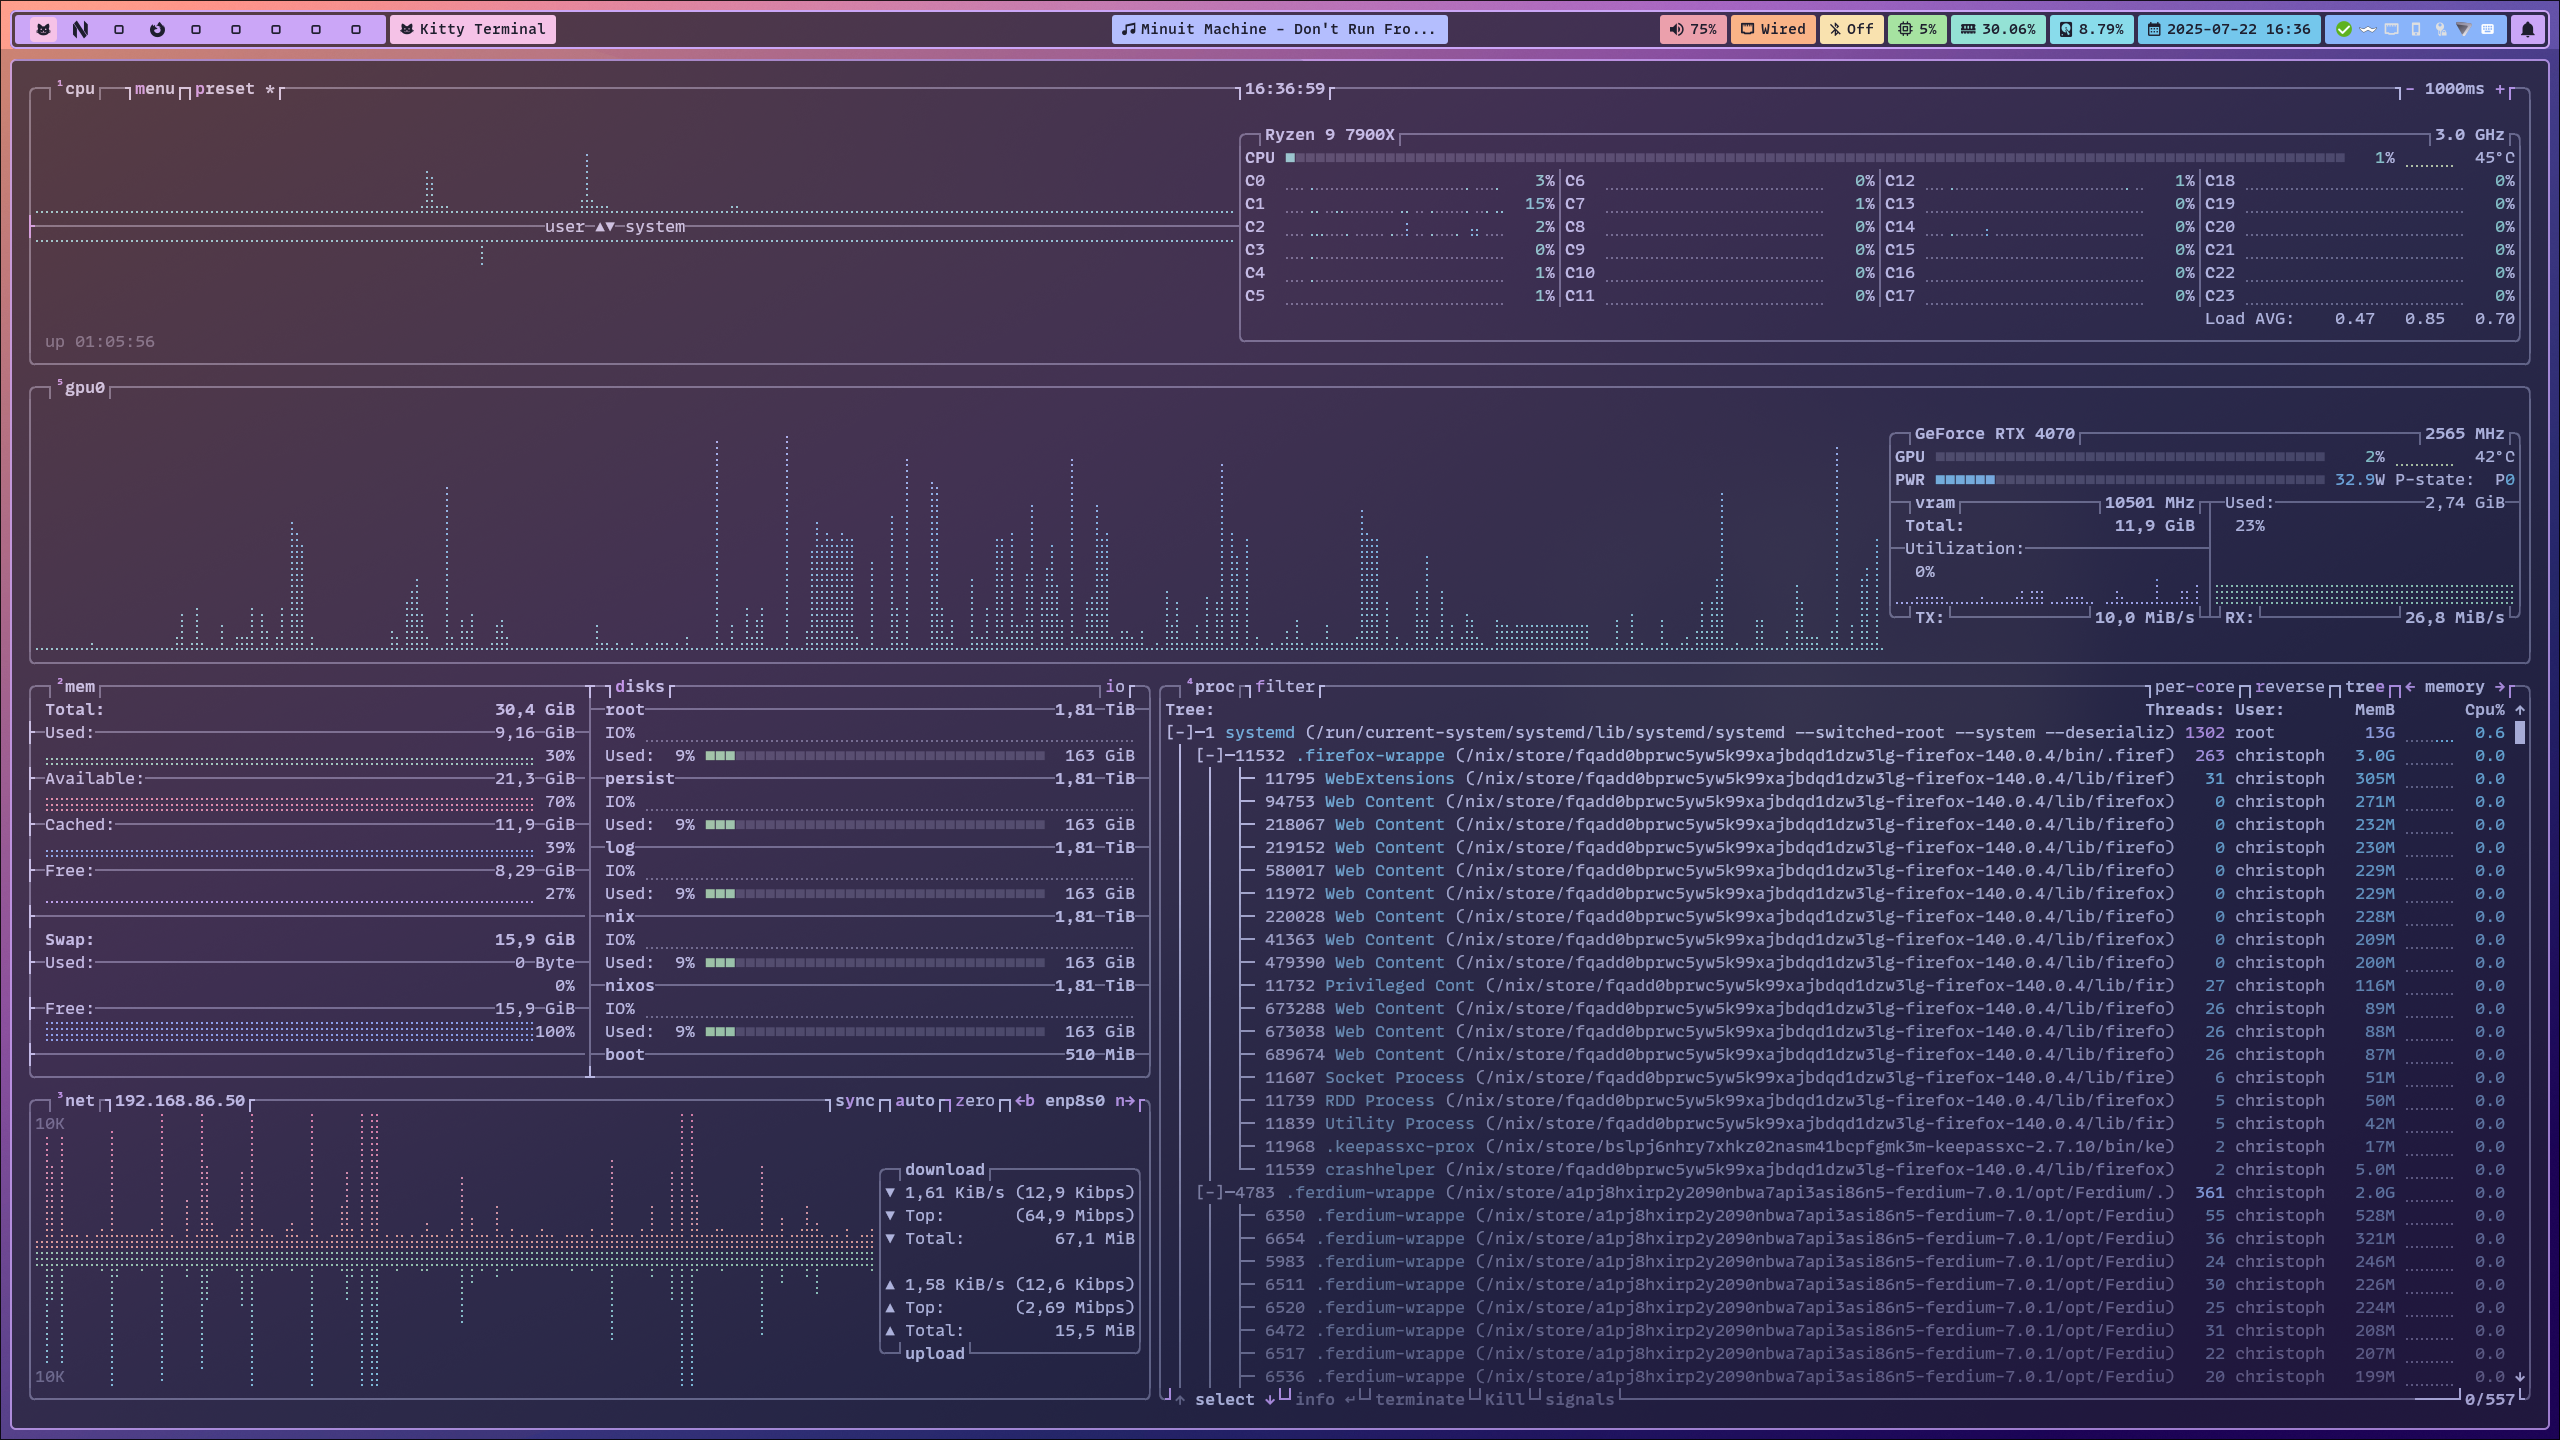 Kitty Terminal
Minuit Machine - Don't Run Fro...
75% Wired Off 5% 30.06% 8.79% 2025-07-22 16:36
¹cpu menu preset * 16:36:59 - 1000ms +
Ryzen 9 7900X 3.0 GHz
CPU 1% 45°C
C0 3% C6 0% C12 1% C18 0%
C1 15% C7 1% C13 0% C19 0%
user ▲▼ system
C2 2% C8 0% C14 0% C20 0%
C3 0% C9 0% C15 0% C21 0%
C4 1% C10 0% C16 0% C22 0%
C5 1% C11 0% C17 0% C23 0%
Load AVG: 0.47 0.85 0.70
up 01:05:56
⁵gpu0
GeForce RTX 4070 2565 MHz
GPU 2% 42°C
PWR 32.9W P-state: P0
vram 10501 MHz Used: 2,74 GiB
Total: 11,9 GiB 23%
Utilization:
0%
TX: 10,0 MiB/s RX: 26,8 MiB/s
²mem
Total: 30,4 GiB
Used: 9,16 GiB
30%
Available: 21,3 GiB
70%
Cached: 11,9 GiB
39%
Free: 8,29 GiB
27%
Swap: 15,9 GiB
Used: 0 Byte
0%
Free: 15,9 GiB
100%
disks io
root 1,81 TiB
IO%
Used: 9% 163 GiB
persist 1,81 TiB
IO%
Used: 9% 163 GiB
log 1,81 TiB
IO%
Used: 9% 163 GiB
nix 1,81 TiB
IO%
Used: 9% 163 GiB
nixos 1,81 TiB
IO%
Used: 9% 163 GiB
boot 510 MiB
³net 192.168.86.50 sync auto zero ←b enp8s0 n→
10K
download
▼ 1,61 KiB/s (12,9 Kibps)
▼ Top: (64,9 Mibps)
▼ Total: 67,1 MiB
▲ 1,58 KiB/s (12,6 Kibps)
▲ Top: (2,69 Mibps)
▲ Total: 15,5 MiB
upload
10K
⁴proc filter per-core reverse tree ← memory →
Tree: Threads: User: MemB Cpu% ↑
[-]─1 systemd (/run/current-system/systemd/lib/systemd/systemd --switched-root --system --deserializ) 1302 root 13G 0.6
[-]─11532 .firefox-wrappe (/nix/store/fqadd0bprwc5yw5k99xajbdqd1dzw3lg-firefox-140.0.4/bin/.firef) 263 christoph 3.0G 0.0
11795 WebExtensions (/nix/store/fqadd0bprwc5yw5k99xajbdqd1dzw3lg-firefox-140.0.4/lib/firef) 31 christoph 305M 0.0
94753 Web Content (/nix/store/fqadd0bprwc5yw5k99xajbdqd1dzw3lg-firefox-140.0.4/lib/firefox) 0 christoph 271M 0.0
218067 Web Content (/nix/store/fqadd0bprwc5yw5k99xajbdqd1dzw3lg-firefox-140.0.4/lib/firefo) 0 christoph 232M 0.0
219152 Web Content (/nix/store/fqadd0bprwc5yw5k99xajbdqd1dzw3lg-firefox-140.0.4/lib/firefo) 0 christoph 230M 0.0
580017 Web Content (/nix/store/fqadd0bprwc5yw5k99xajbdqd1dzw3lg-firefox-140.0.4/lib/firefo) 0 christoph 229M 0.0
11972 Web Content (/nix/store/fqadd0bprwc5yw5k99xajbdqd1dzw3lg-firefox-140.0.4/lib/firefox) 0 christoph 229M 0.0
220028 Web Content (/nix/store/fqadd0bprwc5yw5k99xajbdqd1dzw3lg-firefox-140.0.4/lib/firefo) 0 christoph 228M 0.0
41363 Web Content (/nix/store/fqadd0bprwc5yw5k99xajbdqd1dzw3lg-firefox-140.0.4/lib/firefox) 0 christoph 209M 0.0
479390 Web Content (/nix/store/fqadd0bprwc5yw5k99xajbdqd1dzw3lg-firefox-140.0.4/lib/firefo) 0 christoph 200M 0.0
11732 Privileged Cont (/nix/store/fqadd0bprwc5yw5k99xajbdqd1dzw3lg-firefox-140.0.4/lib/fir) 27 christoph 116M 0.0
673288 Web Content (/nix/store/fqadd0bprwc5yw5k99xajbdqd1dzw3lg-firefox-140.0.4/lib/firefo) 26 christoph 89M 0.0
673038 Web Content (/nix/store/fqadd0bprwc5yw5k99xajbdqd1dzw3lg-firefox-140.0.4/lib/firefo) 26 christoph 88M 0.0
689674 Web Content (/nix/store/fqadd0bprwc5yw5k99xajbdqd1dzw3lg-firefox-140.0.4/lib/firefo) 26 christoph 87M 0.0
11607 Socket Process (/nix/store/fqadd0bprwc5yw5k99xajbdqd1dzw3lg-firefox-140.0.4/lib/fire) 6 christoph 51M 0.0
11739 RDD Process (/nix/store/fqadd0bprwc5yw5k99xajbdqd1dzw3lg-firefox-140.0.4/lib/firefox) 5 christoph 50M 0.0
11839 Utility Process (/nix/store/fqadd0bprwc5yw5k99xajbdqd1dzw3lg-firefox-140.0.4/lib/fir) 5 christoph 42M 0.0
11968 .keepassxc-prox (/nix/store/bslpj6nhry7xhkz02nasm41bcpfgmk3m-keepassxc-2.7.10/bin/ke) 2 christoph 17M 0.0
11539 crashhelper (/nix/store/fqadd0bprwc5yw5k99xajbdqd1dzw3lg-firefox-140.0.4/lib/firefox) 2 christoph 5.0M 0.0
[-]─4783 .ferdium-wrappe (/nix/store/a1pj8hxirp2y2090nbwa7api3asi86n5-ferdium-7.0.1/opt/Ferdium/.) 361 christoph 2.0G 0.0
6350 .ferdium-wrappe (/nix/store/a1pj8hxirp2y2090nbwa7api3asi86n5-ferdium-7.0.1/opt/Ferdiu) 55 christoph 528M 0.0
6654 .ferdium-wrappe (/nix/store/a1pj8hxirp2y2090nbwa7api3asi86n5-ferdium-7.0.1/opt/Ferdiu) 36 christoph 321M 0.0
5983 .ferdium-wrappe (/nix/store/a1pj8hxirp2y2090nbwa7api3asi86n5-ferdium-7.0.1/opt/Ferdiu) 24 christoph 246M 0.0
6511 .ferdium-wrappe (/nix/store/a1pj8hxirp2y2090nbwa7api3asi86n5-ferdium-7.0.1/opt/Ferdiu) 30 christoph 226M 0.0
6520 .ferdium-wrappe (/nix/store/a1pj8hxirp2y2090nbwa7api3asi86n5-ferdium-7.0.1/opt/Ferdiu) 25 christoph 224M 0.0
6472 .ferdium-wrappe (/nix/store/a1pj8hxirp2y2090nbwa7api3asi86n5-ferdium-7.0.1/opt/Ferdiu) 31 christoph 208M 0.0
6517 .ferdium-wrappe (/nix/store/a1pj8hxirp2y2090nbwa7api3asi86n5-ferdium-7.0.1/opt/Ferdiu) 22 christoph 207M 0.0
6536 .ferdium-wrappe (/nix/store/a1pj8hxirp2y2090nbwa7api3asi86n5-ferdium-7.0.1/opt/Ferdiu) 20 christoph 199M 0.0 ↓
↑ select ↓ info ↵ terminate Kill signals 0/557